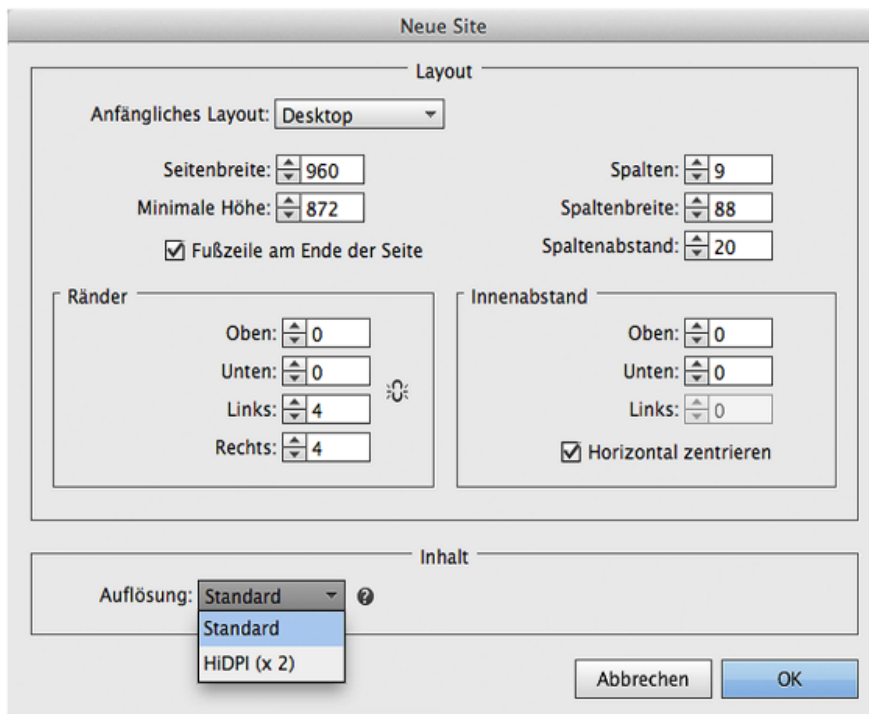 Neue Site
Layout
Anfängliches Layout: Desktop
Seitenbreite: 960
Minimale Höhe: 872
Fußzeile am Ende der Seite
Spalten: 9
Spaltenbreite: 88
Spaltenabstand: 20
Ränder
Oben: 0
Unten: 0
Links: 4
Rechts: 4
Innenabstand
Oben: 0
Unten: 0
Links: 0
Horizontal zentrieren
Inhalt
Auflösung: Standard ?
Standard
HiDPI (x 2)
Abbrechen
OK